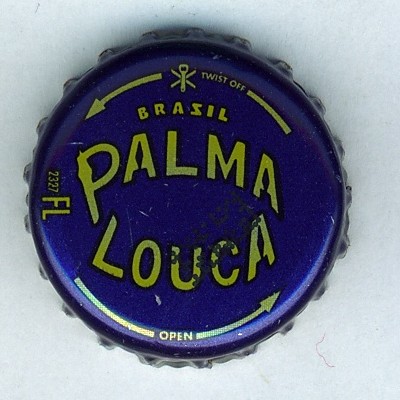 TWIST OFF
BRASIL
PALMA
LOUCA
2327 FL
OPEN